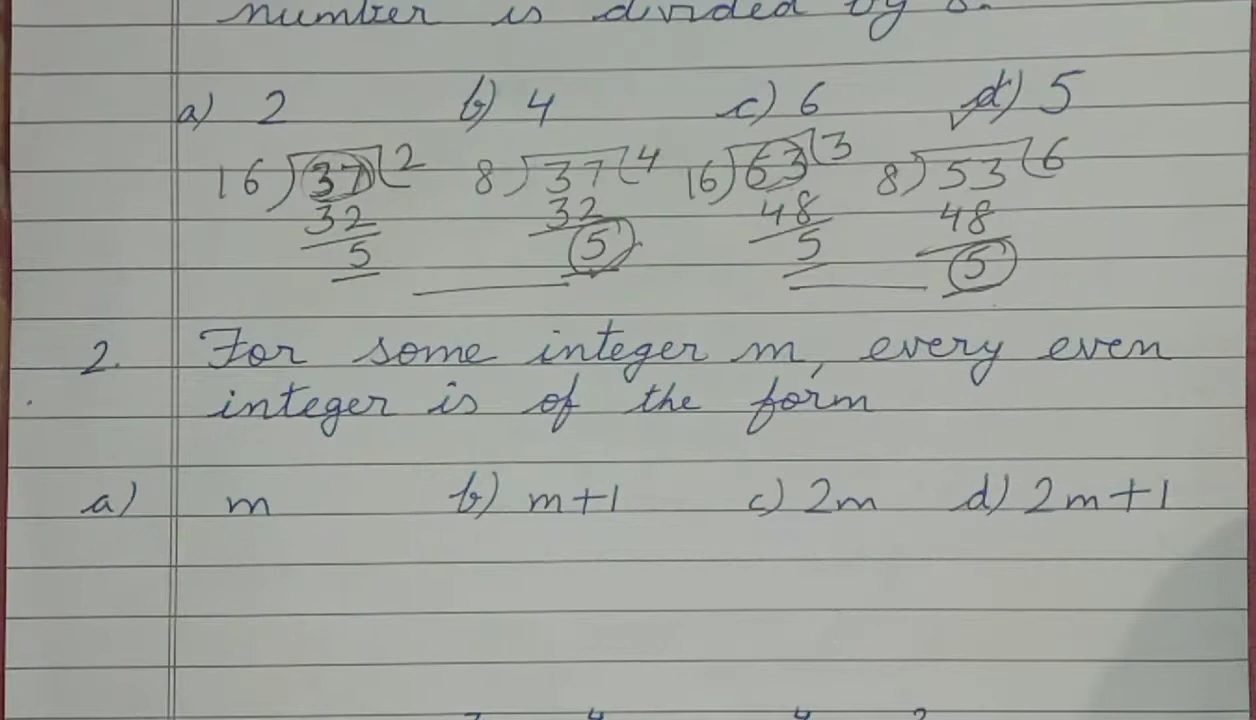 number is divided by 8.
a) 2 b) 4 c) 6 d) 5
16) 37 (2 8) 37 (4 16) 63 (3 8) 53 (6
32 32 48 48
5 5 5 5
2. For some integer m, every even
integer is of the form
a) m b) m+1 c) 2m d) 2m+1